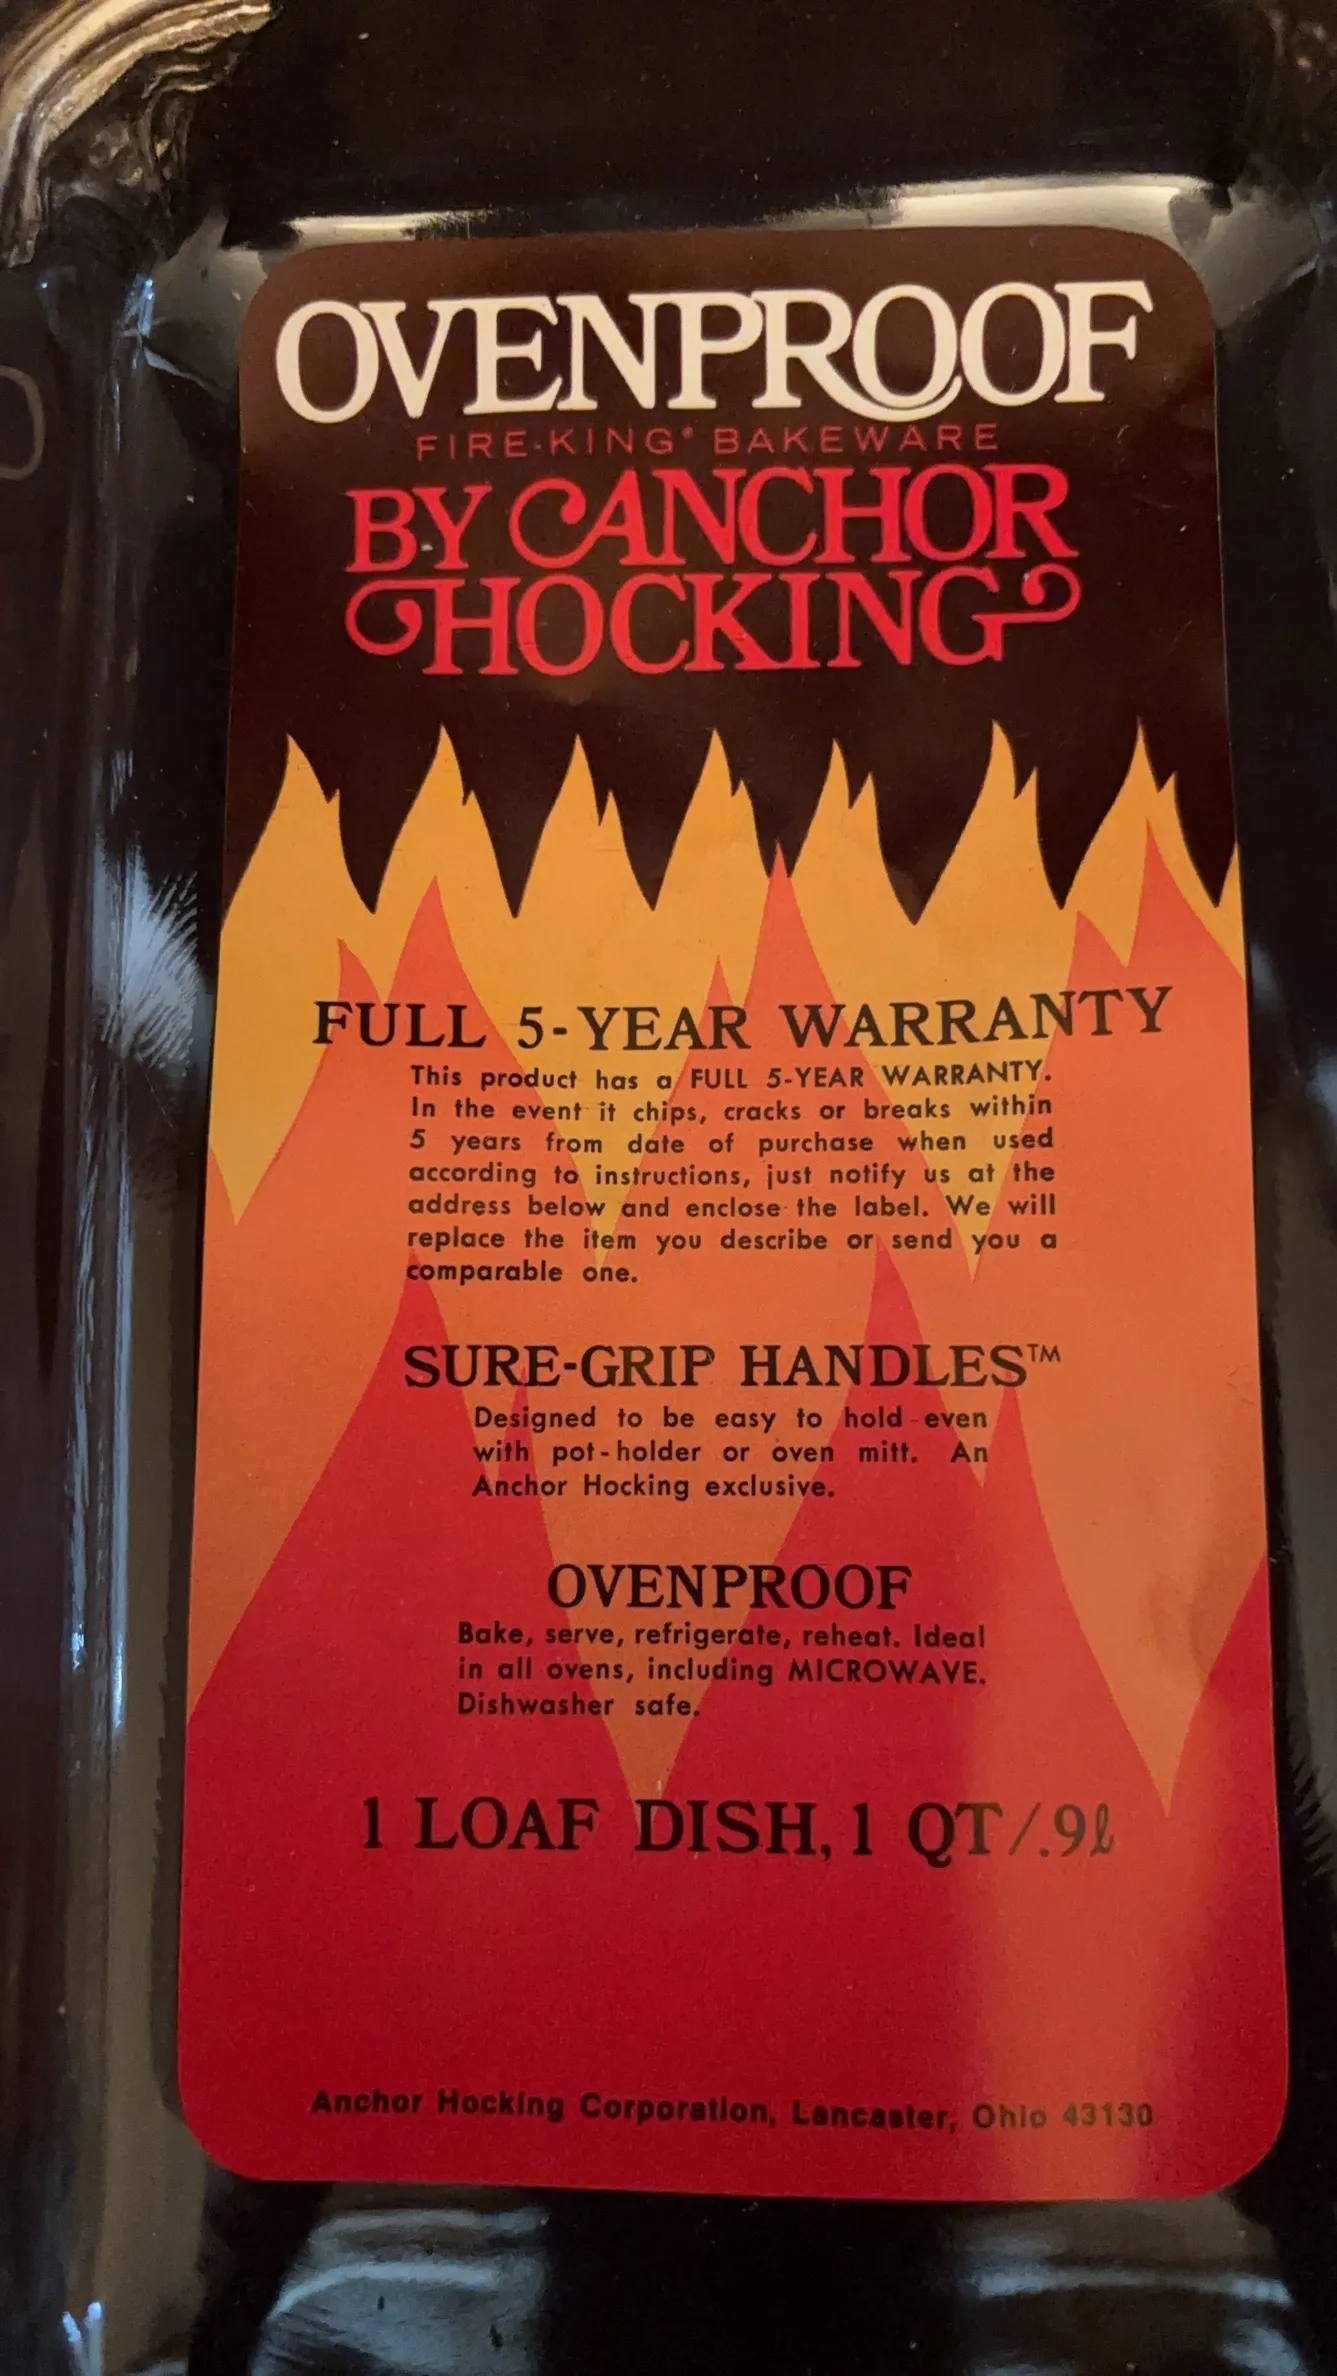 OVENPROOF
FIRE-KING® BAKEWARE
BY ANCHOR
HOCKING
FULL 5-YEAR WARRANTY
This product has a FULL 5-YEAR WARRANTY.
In the event it chips, cracks or breaks within
5 years from date of purchase when used
according to instructions, just notify us at the
address below and enclose the label. We will
replace the item you describe or send you a
comparable one.
SURE-GRIP HANDLES™
Designed to be easy to hold even
with pot-holder or oven mitt. An
Anchor Hocking exclusive.
OVENPROOF
Bake, serve, refrigerate, reheat. Ideal
in all ovens, including MICROWAVE.
Dishwasher safe.
1 LOAF DISH, 1 QT/.9ℓ
Anchor Hocking Corporation, Lancaster, Ohio 43130